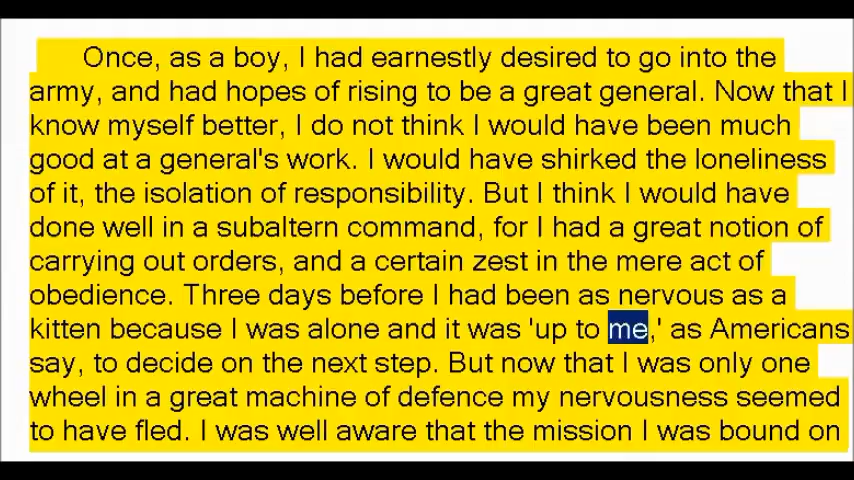 Once, as a boy, I had earnestly desired to go into the
army, and had hopes of rising to be a great general. Now that I
know myself better, I do not think I would have been much
good at a general's work. I would have shirked the loneliness
of it, the isolation of responsibility. But I think I would have
done well in a subaltern command, for I had a great notion of
carrying out orders, and a certain zest in the mere act of
obedience. Three days before I had been as nervous as a
kitten because I was alone and it was 'up to me,' as Americans
say, to decide on the next step. But now that I was only one
wheel in a great machine of defence my nervousness seemed
to have fled. I was well aware that the mission I was bound on